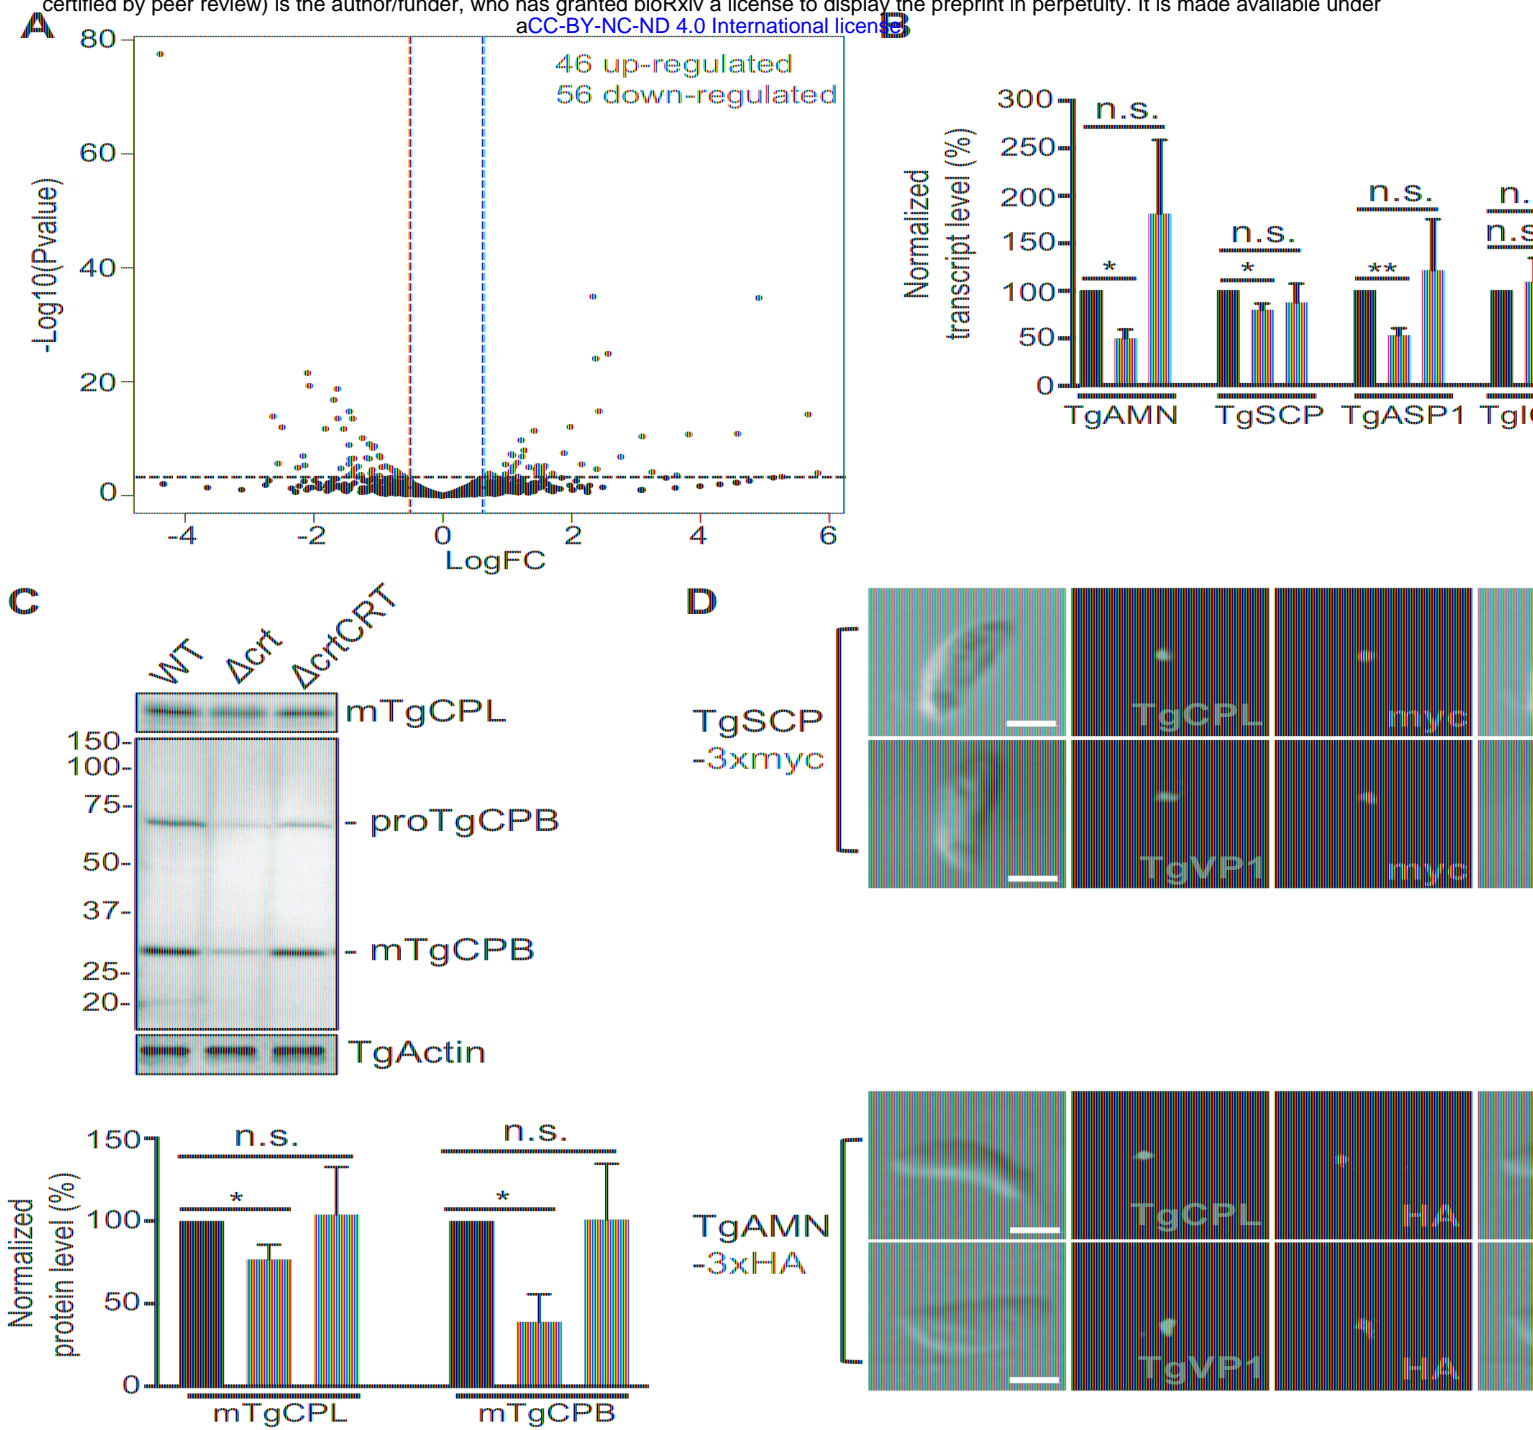 certified by peer review) is the author/funder, who has granted bioRxiv a license to display the preprint in perpetuity. It is made available under
aCC-BY-NC-ND 4.0 International license.
A
80
60
40
20
0
-Log10(Pvalue)
46 up-regulated
56 down-regulated
-4 -2 0 2 4 6
LogFC
B
300
250
200
150
100
50
0
Normalized
transcript level (%)
n.s.
*
n.s.
*
n.s.
**
n.
n.s
TgAMN TgSCP TgASP1 TgI
C
WT Δcrt ΔcrtCRT
mTgCPL
150-
100-
75-
50-
37-
25-
20-
- proTgCPB
- mTgCPB
TgActin
150
100
50
0
Normalized
protein level (%)
n.s.
*
n.s.
*
mTgCPL mTgCPB
D
TgSCP
-3xmyc
TgCPL myc
TgVP1 myc
TgAMN
-3xHA
TgCPL HA
TgVP1 HA